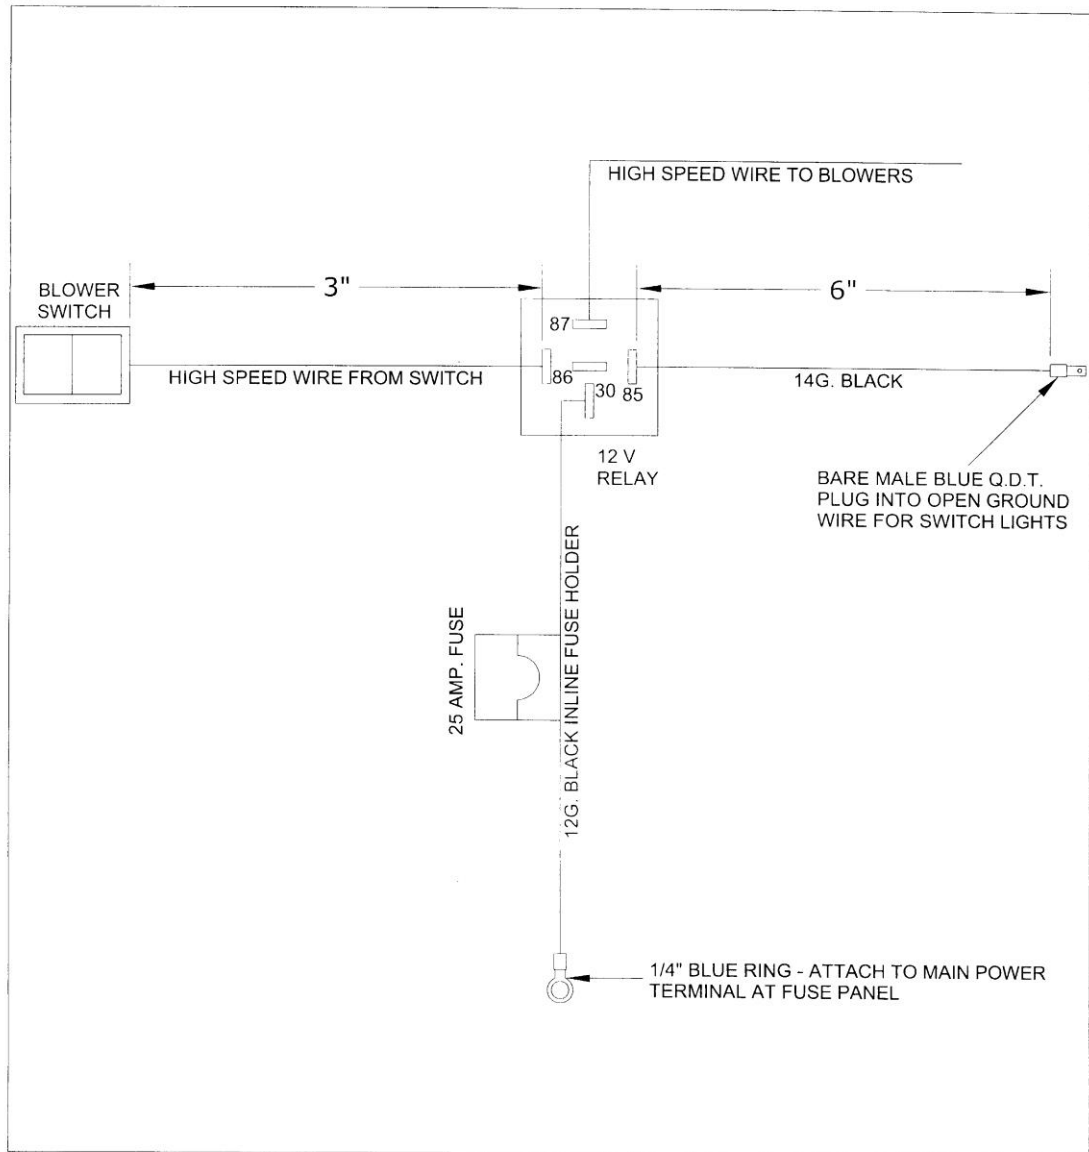 HIGH SPEED WIRE TO BLOWERS
BLOWER
SWITCH
3"
6"
87
HIGH SPEED WIRE FROM SWITCH
86
30
85
14G. BLACK
12 V
RELAY
BARE MALE BLUE Q.D.T.
PLUG INTO OPEN GROUND
WIRE FOR SWITCH LIGHTS
25 AMP. FUSE
12G. BLACK INLINE FUSE HOLDER
1/4" BLUE RING - ATTACH TO MAIN POWER
TERMINAL AT FUSE PANEL